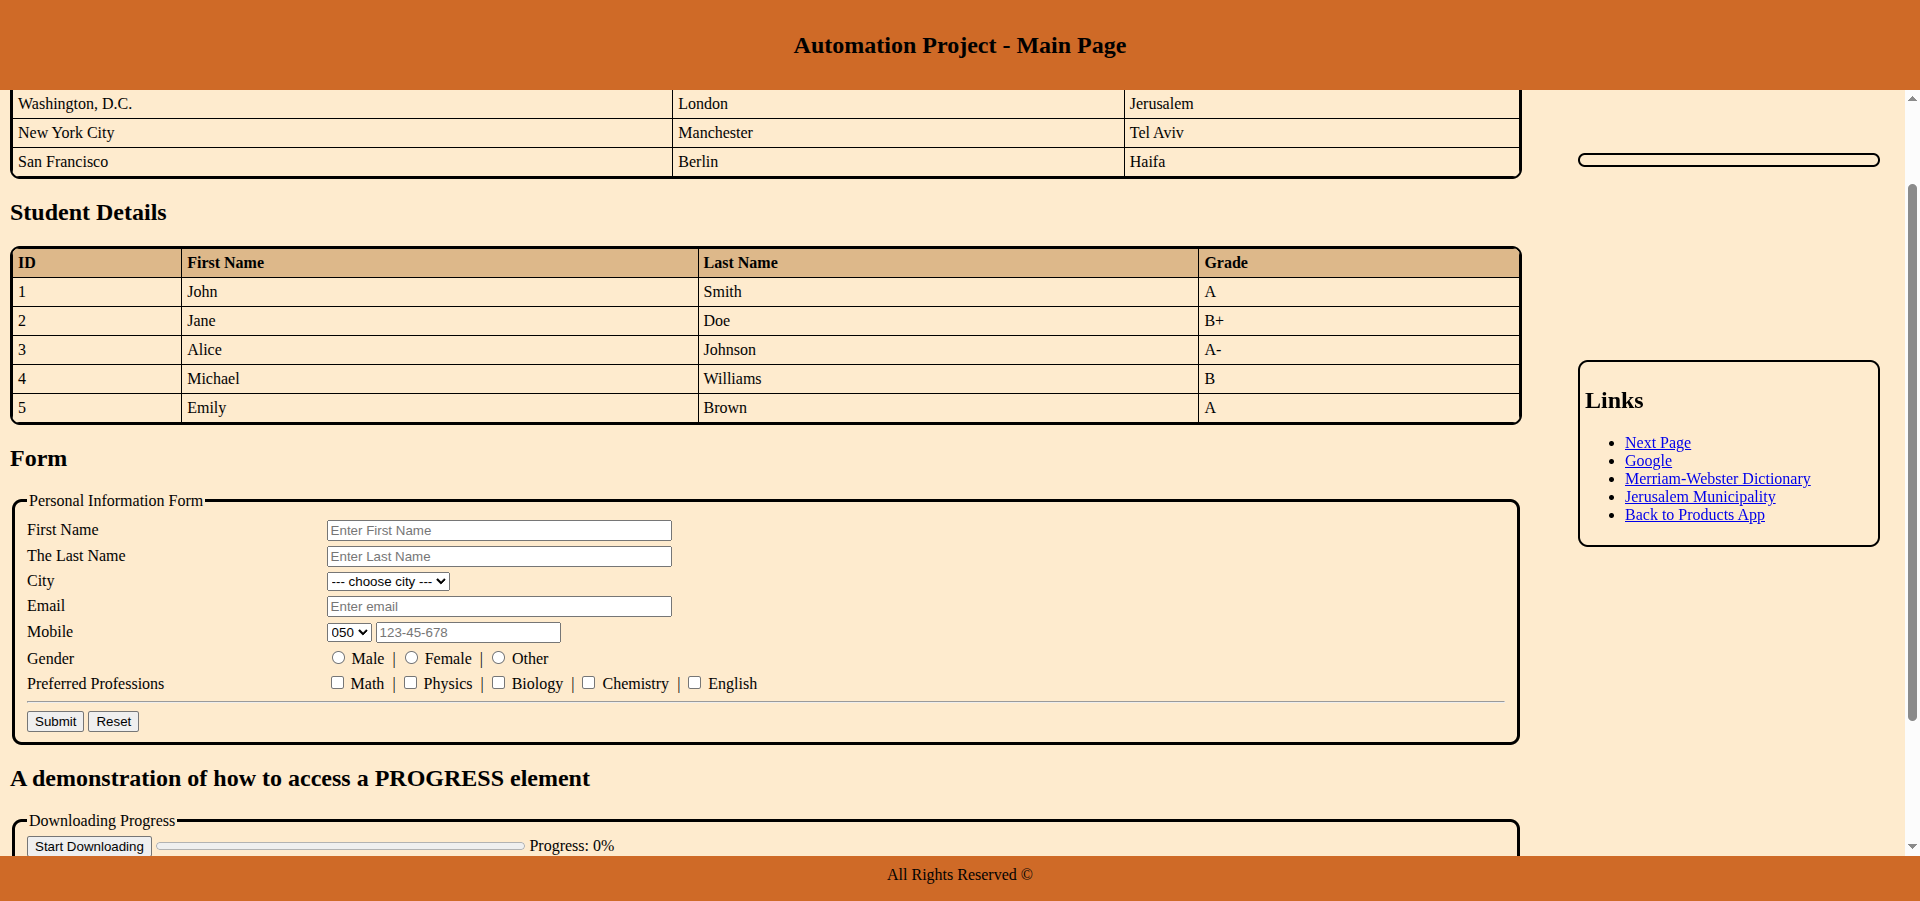 Automation Project - Main Page
Washington, D.C. London Jerusalem
New York City Manchester Tel Aviv
San Francisco Berlin Haifa
Student Details
ID First Name Last Name Grade
1 John Smith A
2 Jane Doe B+
3 Alice Johnson A-
4 Michael Williams B
5 Emily Brown A
Form
Personal Information Form
First Name Enter First Name
The Last Name Enter Last Name
City --- choose city ---
Email Enter email
Mobile 050 123-45-678
Gender Male | Female | Other
Preferred Professions Math | Physics | Biology | Chemistry | English
Submit Reset
A demonstration of how to access a PROGRESS element
Downloading Progress
Start Downloading Progress: 0%
Links
Next Page
Google
Merriam-Webster Dictionary
Jerusalem Municipality
Back to Products App
All Rights Reserved ©